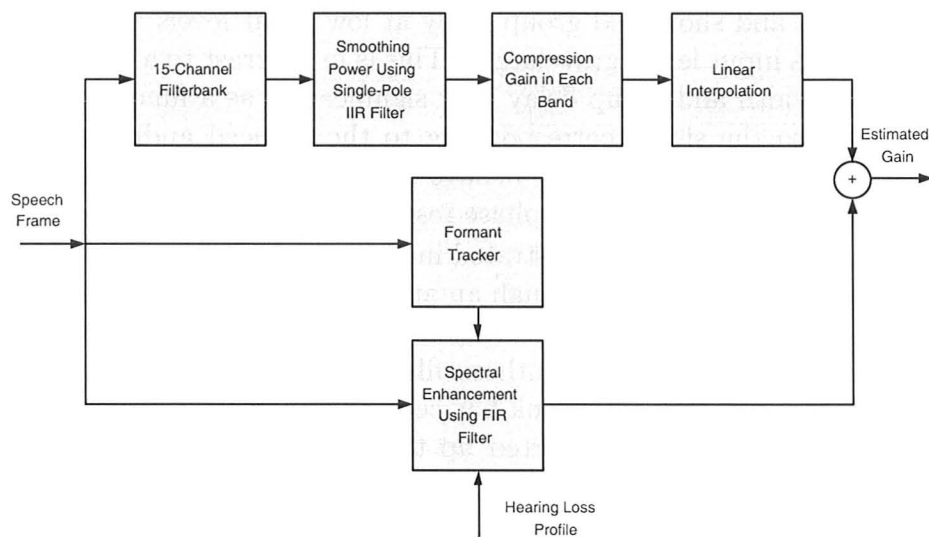 15-Channel
Filterbank
Smoothing
Power Using
Single-Pole
IIR Filter
Compression
Gain in Each
Band
Linear
Interpolation
Estimated
Gain
+
Speech
Frame
Formant
Tracker
Spectral
Enhancement
Using FIR
Filter
Hearing Loss
Profile